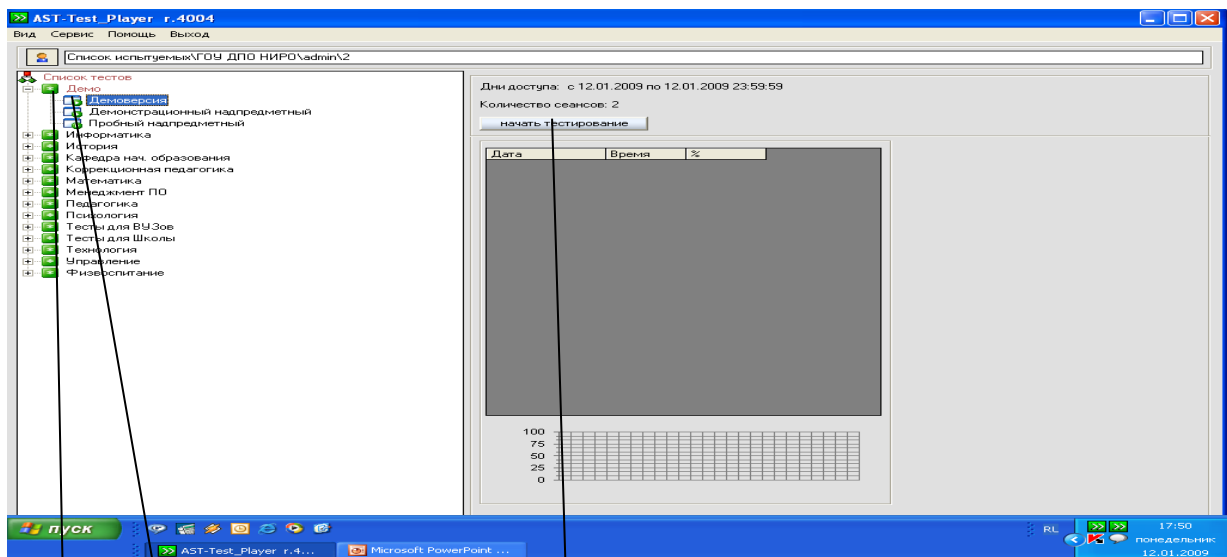 AST-Test_Player r.4004
Вид Сервис Помощь Выход
Список испытуемых\ГОУ ДПО НИРО\admin\2
Список тестов
Демо
Демоверсия
Демонстрационный надпредметный
Пробный надпредметный
Информатика
История
Кафедра нач. образования
Коррекционная педагогика
Математика
Менеджмент ПО
Педагогика
Психология
Тесты для ВУЗов
Тесты для Школы
Технология
Управление
Физвоспитание
Дни доступа: с 12.01.2009 по 12.01.2009 23:59:59
Количество сеансов: 2
начать тестирование
Дата Время %
100
75
50
25
0
пуск
RL
17:50
понедельник
12.01.2009
AST-Test_Player r.4...
Microsoft PowerPoint ...